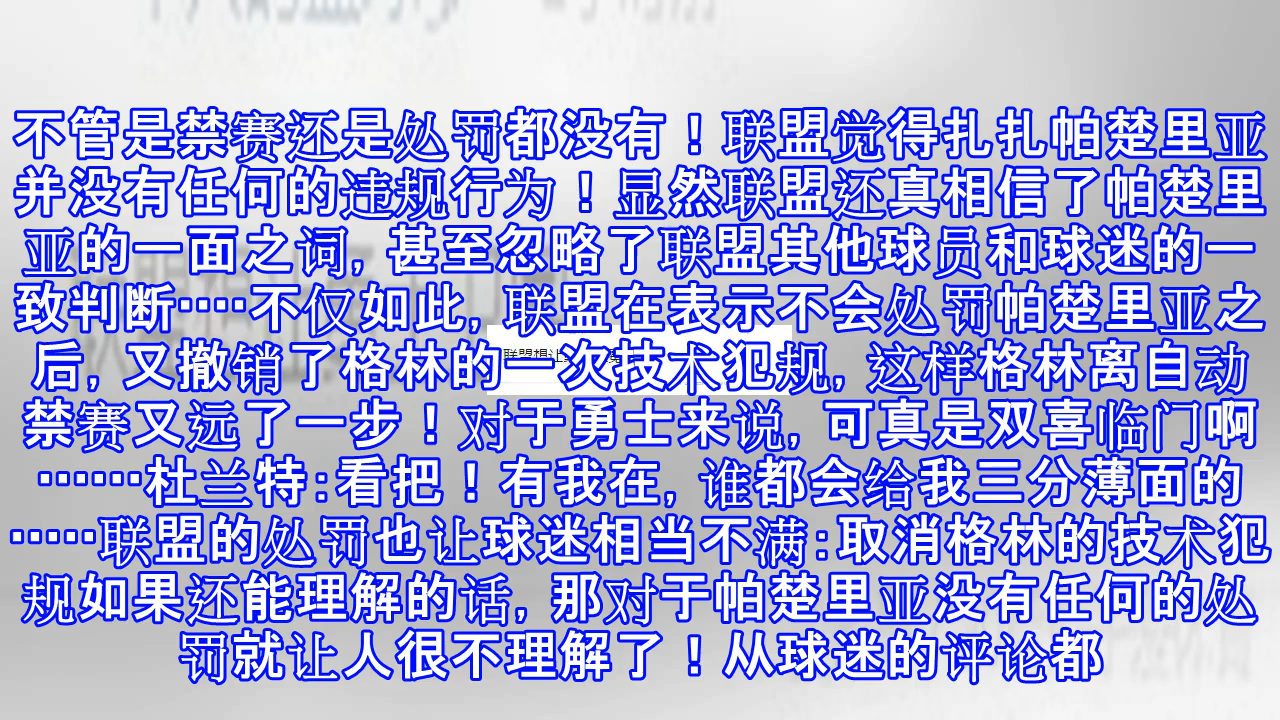 不管是禁赛还是处罚都没有！联盟觉得扎扎帕楚里亚
并没有任何的违规行为！显然联盟还真相信了帕楚里
亚的一面之词，甚至忽略了联盟其他球员和球迷的一
致判断····不仅如此，联盟在表示不会处罚帕楚里亚之
后，又撤销了格林的一次技术犯规，这样格林离自动
禁赛又远了一步！对于勇士来说，可真是双喜临门啊
······杜兰特:看把！有我在，谁都会给我三分薄面的
·····联盟的处罚也让球迷相当不满:取消格林的技术犯
规如果还能理解的话，那对于帕楚里亚没有任何的处
罚就让人很不理解了！从球迷的评论都
联盟想让